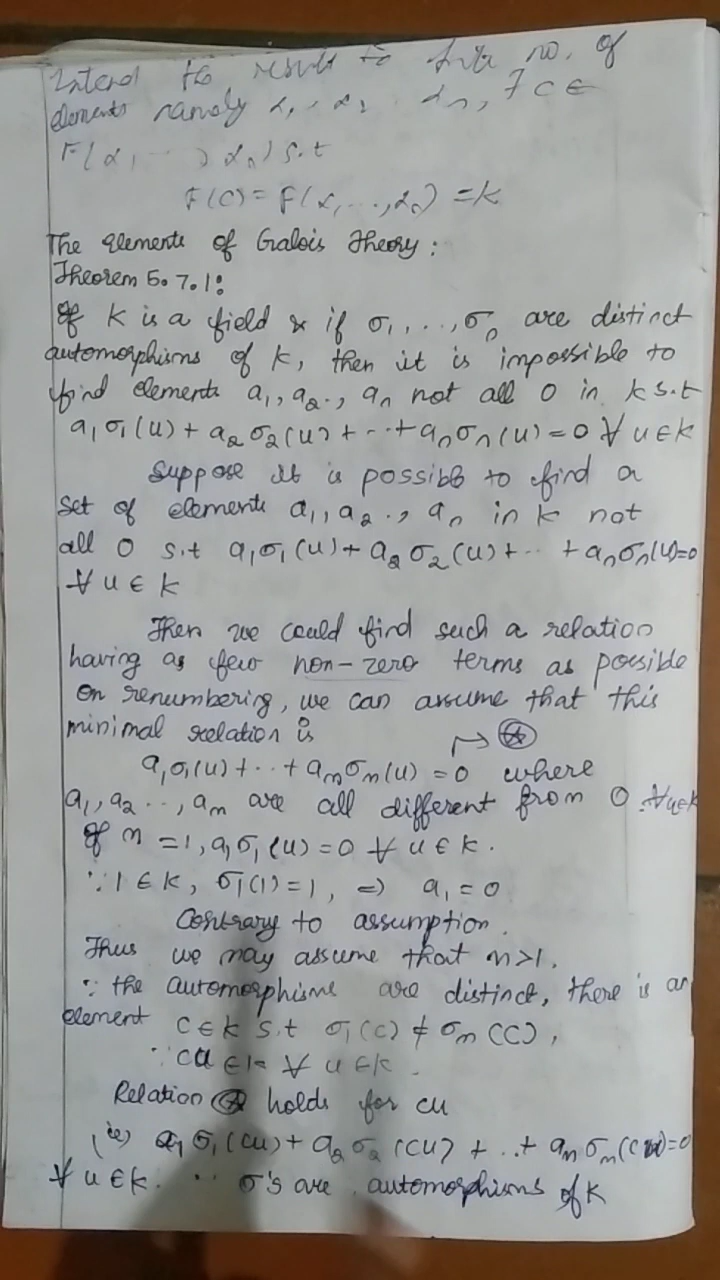 Extend the result to finite no. of
elements namely α₁, α₂ .. αₙ, ∃ c ∈
F(α₁, ..., αₙ) s.t
F(c) = F(α₁, ..., αₙ) = K
The elements of Galois Theory :
Theorem 5.7.1:
If K is a field & if σ₁, ..., σₙ are distinct
automorphisms of K, then it is impossible to
find elements a₁, a₂ .., aₙ not all 0 in K s.t
a₁σ₁(u) + a₂σ₂(u) + ... + aₙσₙ(u) = 0 ∀ u ∈ K
Suppose it is possible to find a
set of elements a₁, a₂ .., aₙ in K not
all 0 s.t a₁σ₁(u) + a₂σ₂(u) + ... + aₙσₙ(u) = 0
∀ u ∈ K
Then we could find such a relation
having as few non-zero terms as possible
On renumbering, we can assume that this
minimal relation is
↱ ⊛
a₁σ₁(u) + ... + aₘσₘ(u) = 0 where
a₁, a₂ ..., aₘ are all different from 0. ∀ u ∈ K
If m = 1, a₁σ₁(u) = 0 ∀ u ∈ K.
∵ 1 ∈ K, σ₁(1) = 1, ⇒ a₁ = 0
Contrary to assumption.
Thus we may assume that m > 1.
∵ the automorphisms are distinct, there is an
element c ∈ K s.t σ₁(c) ≠ σₘ(c),
∵ cu ∈ K ∀ u ∈ K.
Relation ⊛ holds for cu
(ie) a₁σ₁(cu) + a₂σ₂(cu) + ... + aₘσₘ(cu) = 0
∀ u ∈ K. ∵ σ's are automorphisms of K